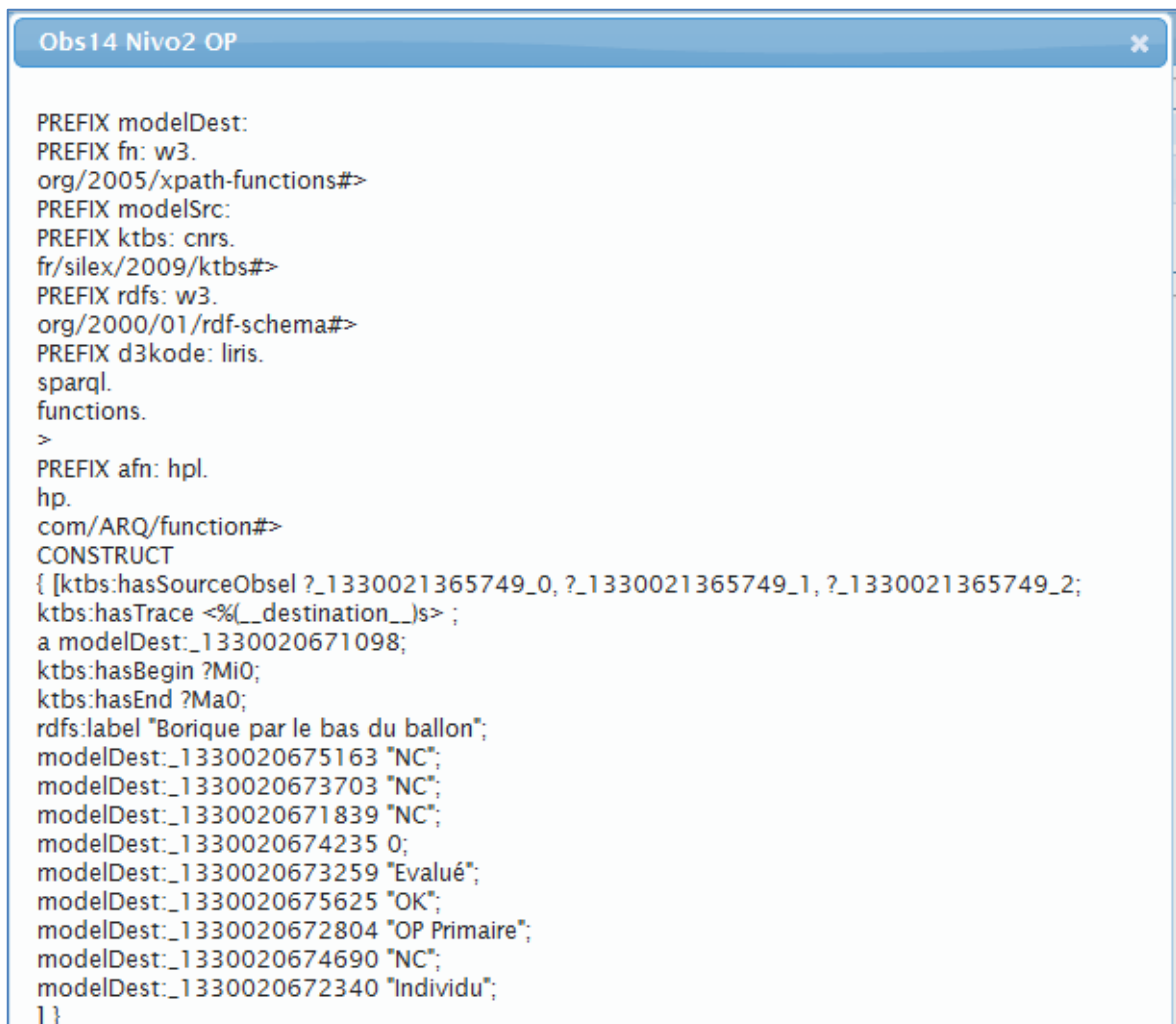 Obs14 Nivo2 OP
PREFIX modelDest:
PREFIX fn: w3.
org/2005/xpath-functions#>
PREFIX modelSrc:
PREFIX ktbs: cnrs.
fr/silex/2009/ktbs#>
PREFIX rdfs: w3.
org/2000/01/rdf-schema#>
PREFIX d3kode: liris.
sparql.
functions.
>
PREFIX afn: hpl.
hp.
com/ARQ/function#>
CONSTRUCT
{ [ktbs:hasSourceObsel ?_1330021365749_0, ?_1330021365749_1, ?_1330021365749_2;
ktbs:hasTrace <%(__destination__)s> ;
a modelDest:_1330020671098;
ktbs:hasBegin ?Mi0;
ktbs:hasEnd ?Ma0;
rdfs:label "Borique par le bas du ballon";
modelDest:_1330020675163 "NC";
modelDest:_1330020673703 "NC";
modelDest:_1330020671839 "NC";
modelDest:_1330020674235 0;
modelDest:_1330020673259 "Evalué";
modelDest:_1330020675625 "OK";
modelDest:_1330020672804 "OP Primaire";
modelDest:_1330020674690 "NC";
modelDest:_1330020672340 "Individu";
] }